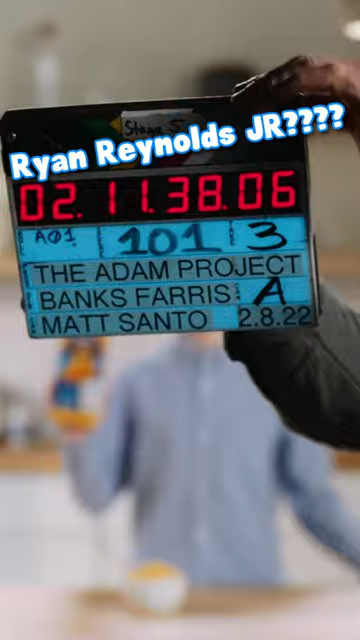 Stage 5
Ryan Reynolds JR????
02.11.38.06
A01 101 3
THE ADAM PROJECT
BANKS FARRIS A
MATT SANTO 2.8.22